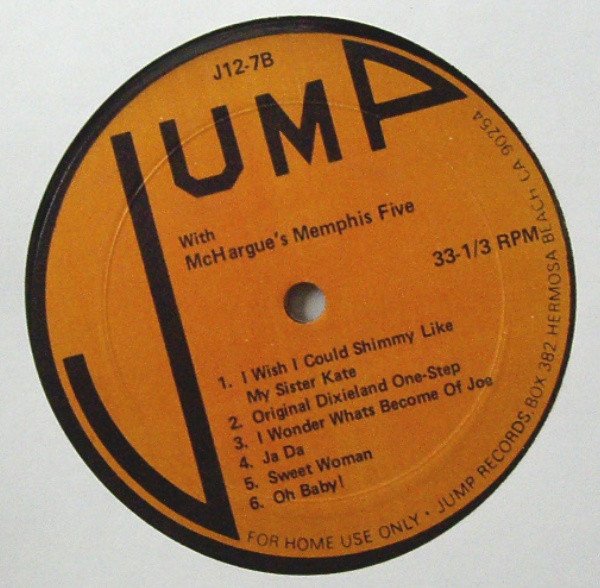 J12-7B
JUMP
With
McHargue's Memphis Five
33-1/3 RPM
1. I Wish I Could Shimmy Like
My Sister Kate
2. Original Dixieland One-Step
3. I Wonder Whats Become Of Joe
4. Ja Da
5. Sweet Woman
6. Oh Baby!
FOR HOME USE ONLY • JUMP RECORDS, BOX 382 HERMOSA BEACH, CA 90254